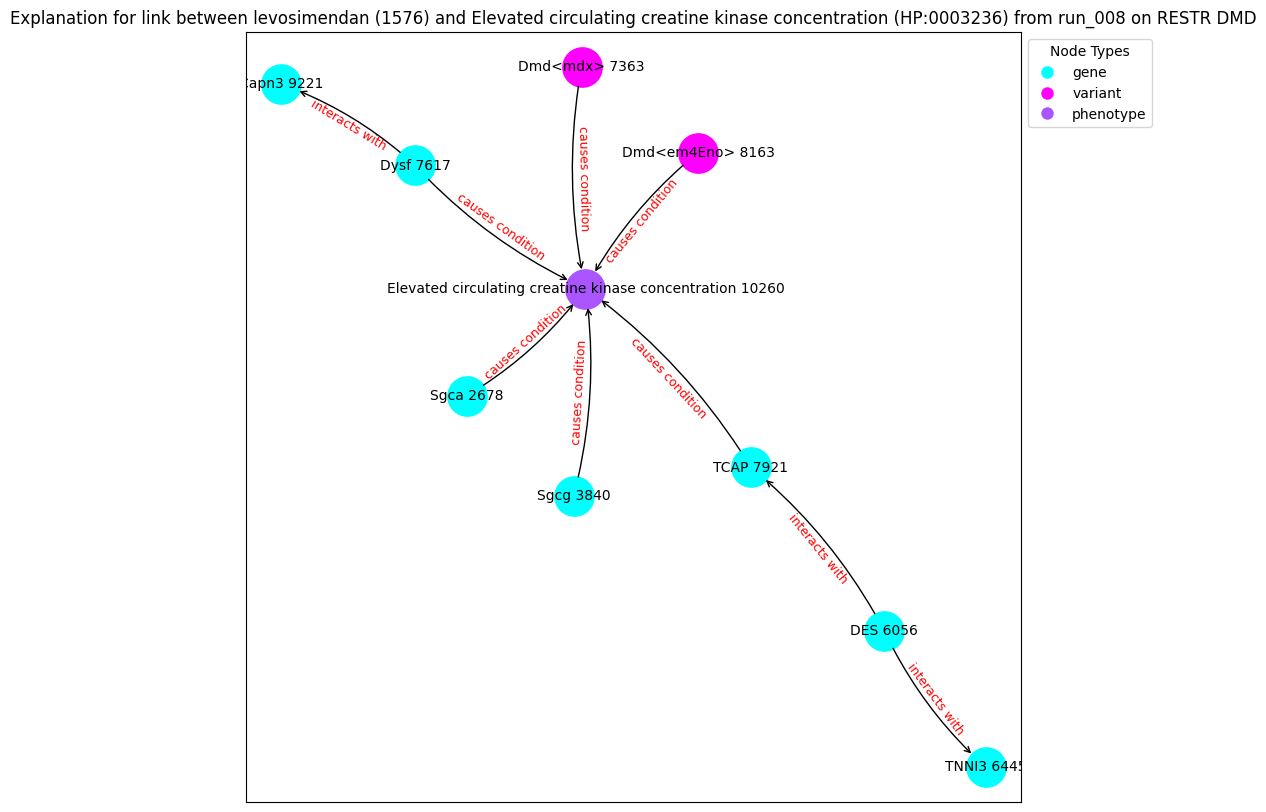 Explanation for link between levosimendan (1576) and Elevated circulating creatine kinase concentration (HP:0003236) from run_008 on RESTR DMD
Node Types
gene
variant
phenotype
Dmd<mdx> 7363
Capn3 9221
interacts with
causes condition
Dmd<em4Eno> 8163
Dysf 7617
causes condition
causes condition
Elevated circulating creatine kinase concentration 10260
causes condition
causes condition
causes condition
Sgca 2678
TCAP 7921
Sgcg 3840
interacts with
DES 6056
interacts with
TNNI3 6445